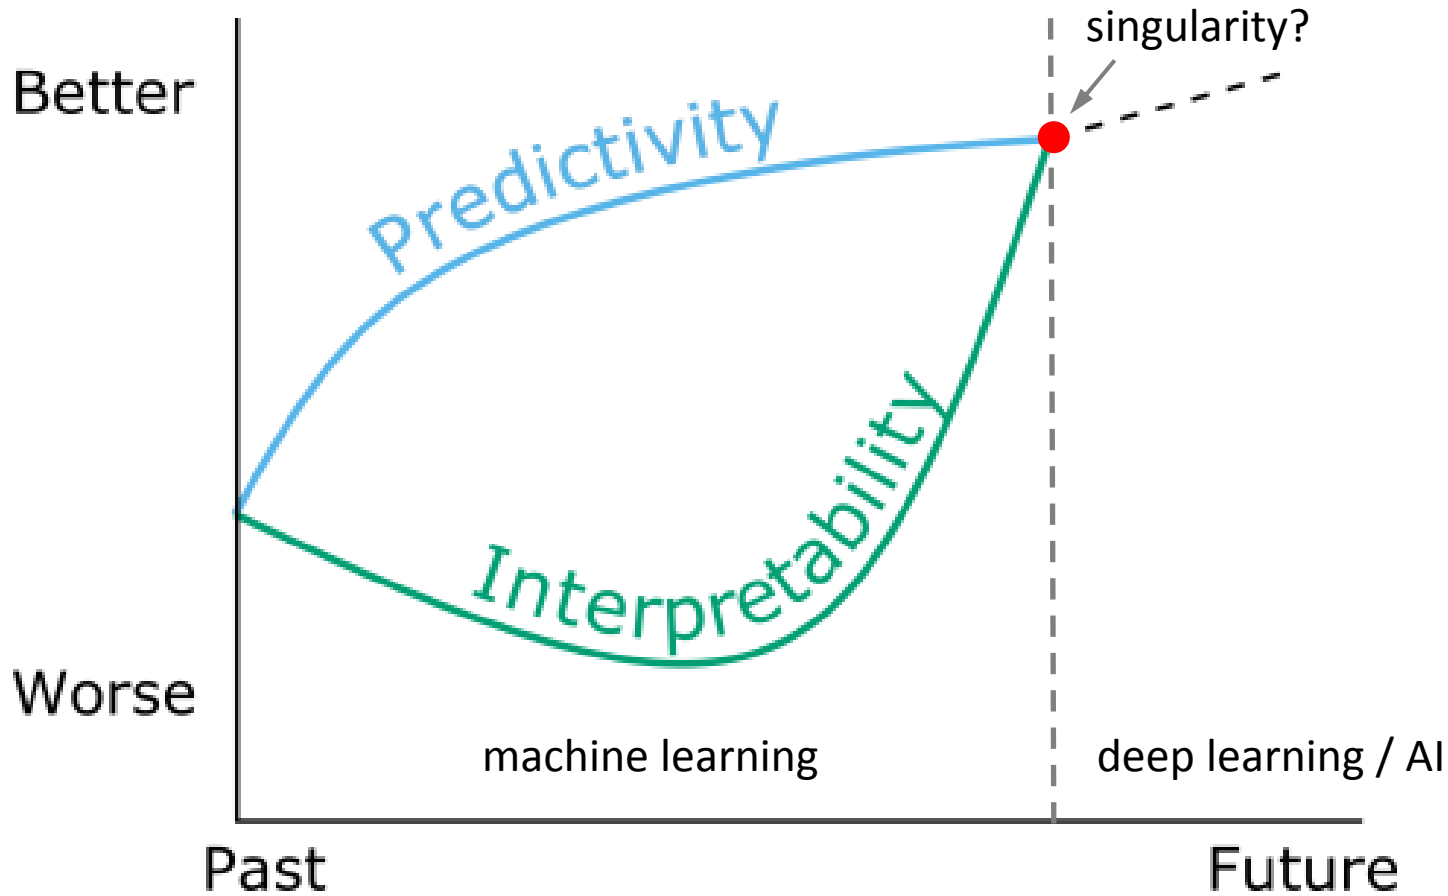 singularity?
Better
Predictivity
Interpretability
Worse
machine learning
deep learning / AI
Past
Future